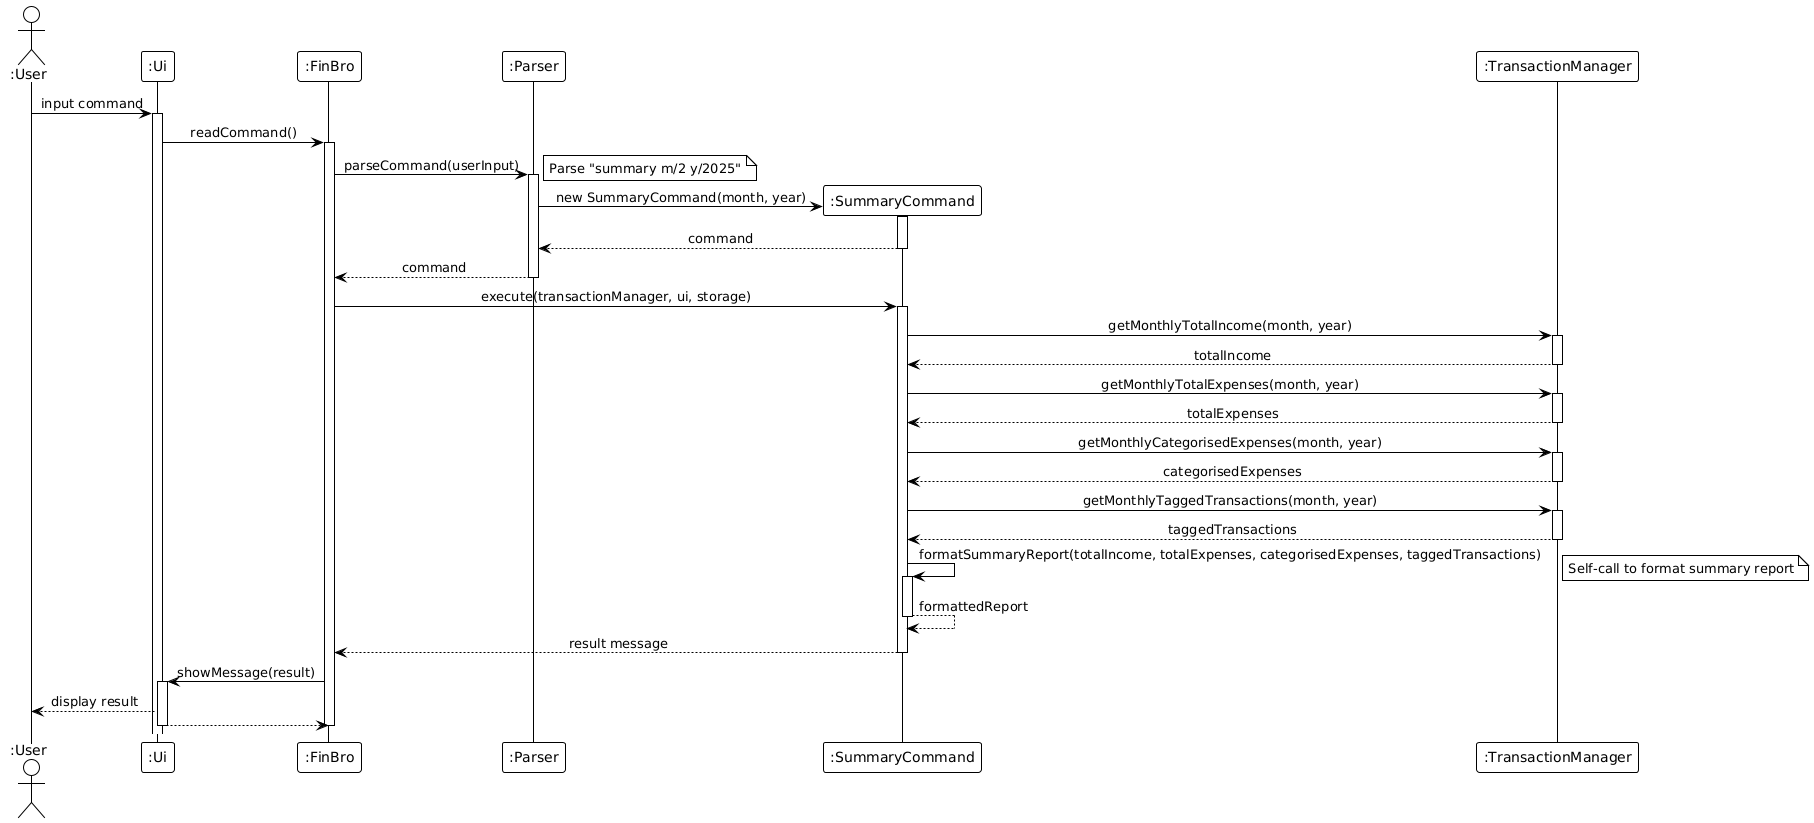 :User
:Ui
:FinBro
:Parser
:TransactionManager
input command
readCommand()
parseCommand(userInput)
Parse "summary m/2 y/2025"
new SummaryCommand(month, year)
:SummaryCommand
command
command
execute(transactionManager, ui, storage)
getMonthlyTotalIncome(month, year)
totalIncome
getMonthlyTotalExpenses(month, year)
totalExpenses
getMonthlyCategorisedExpenses(month, year)
categorisedExpenses
getMonthlyTaggedTransactions(month, year)
taggedTransactions
formatSummaryReport(totalIncome, totalExpenses, categorisedExpenses, taggedTransactions)
Self-call to format summary report
formattedReport
result message
showMessage(result)
display result
:User
:Ui
:FinBro
:Parser
:SummaryCommand
:TransactionManager